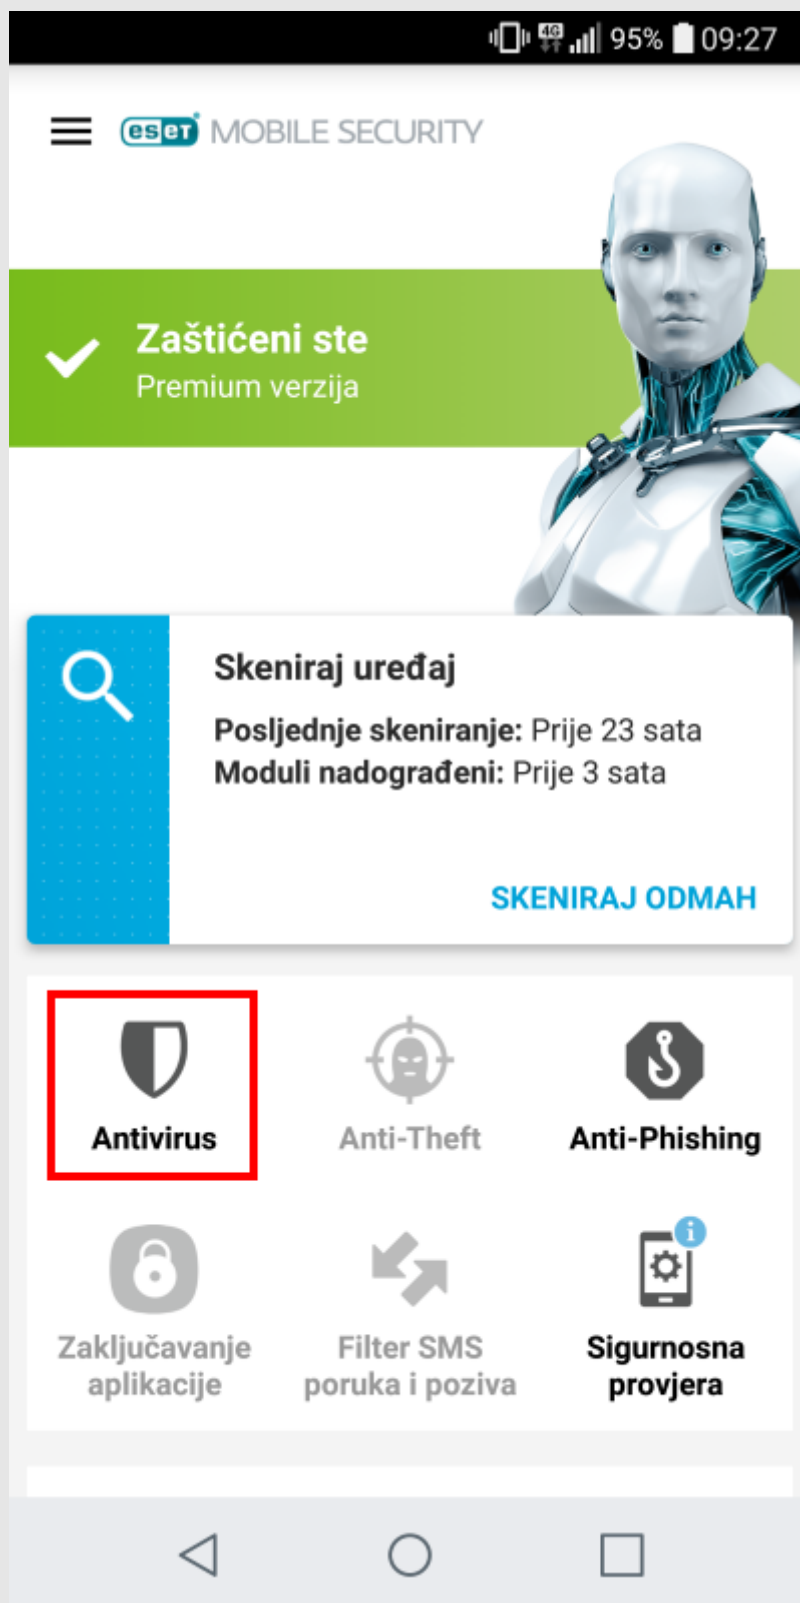 4G 95% 09:27
eset MOBILE SECURITY
Zaštićeni ste
Premium verzija
Skeniraj uređaj
Posljednje skeniranje: Prije 23 sata
Moduli nadograđeni: Prije 3 sata
SKENIRAJ ODMAH
Antivirus
Anti-Theft
Anti-Phishing
i
Zaključavanje
aplikacije
Filter SMS
poruka i poziva
Sigurnosna
provjera